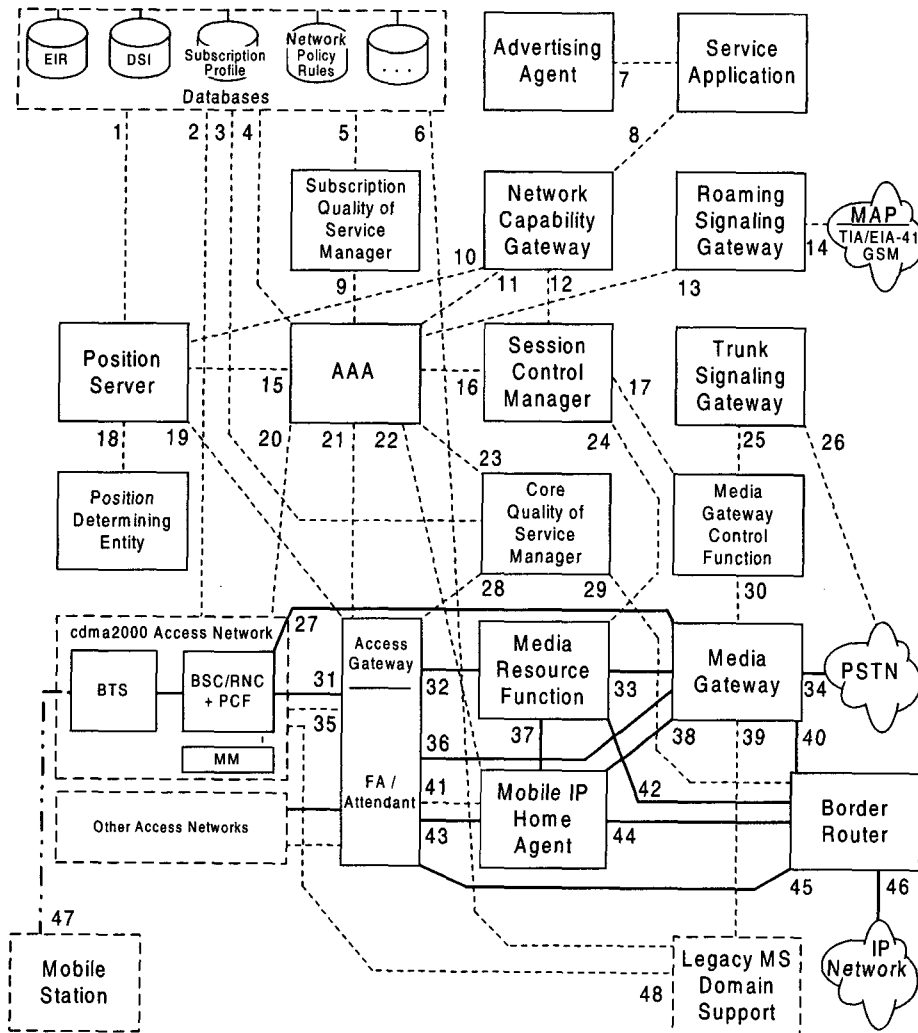 EIR
DSI
Subscription
Profile
Network
Policy
Rules
. . .
Databases
Advertising
Agent
7
Service
Application
1
2
3
4
5
6
8
Subscription
Quality of
Service
Manager
Network
Capability
Gateway
Roaming
Signaling
Gateway
MAP
TIA/EIA-41
GSM
14
10
9
11
12
13
Position
Server
15
AAA
16
Session
Control
Manager
17
Trunk
Signaling
Gateway
18
19
20
21
22
23
24
25
26
Position
Determining
Entity
Core
Quality of
Service
Manager
Media
Gateway
Control
Function
28
29
30
cdma2000 Access Network
27
BTS
BSC/RNC
+ PCF
MM
31
Access
Gateway
32
Media
Resource
Function
33
Media
Gateway
34
PSTN
35
36
37
38
39
40
FA /
Attendant
41
43
Mobile IP
Home
Agent
42
44
Border
Router
Other Access Networks
45
46
47
Mobile
Station
48
Legacy MS
Domain
Support
IP
Network